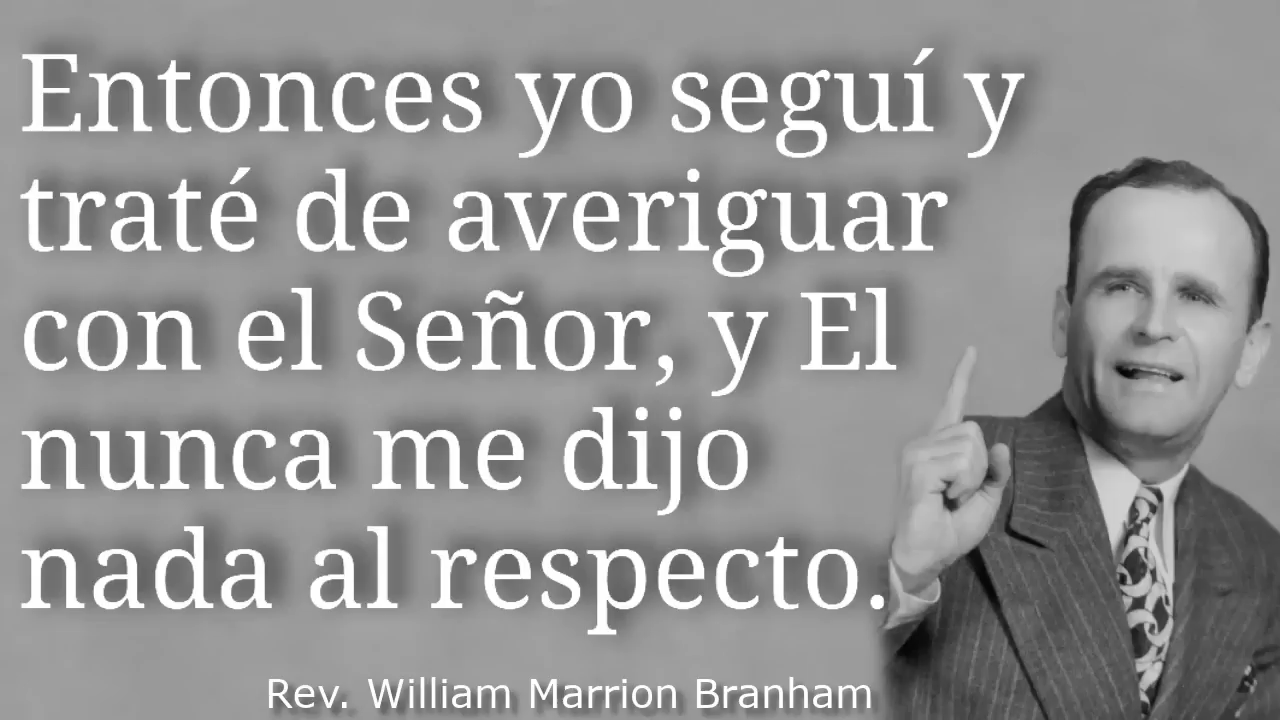 Entonces yo seguí y
traté de averiguar
con el Señor, y El
nunca me dijo
nada al respecto.
Rev. William Marrion Branham